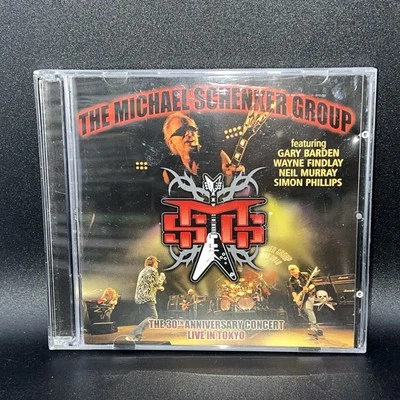 THE MICHAEL SCHENKER GROUP
featuring
GARY BARDEN
WAYNE FINDLAY
NEIL MURRAY
SIMON PHILLIPS
MSG
THE 30TH ANNIVERSARY CONCERT
LIVE IN TOKYO